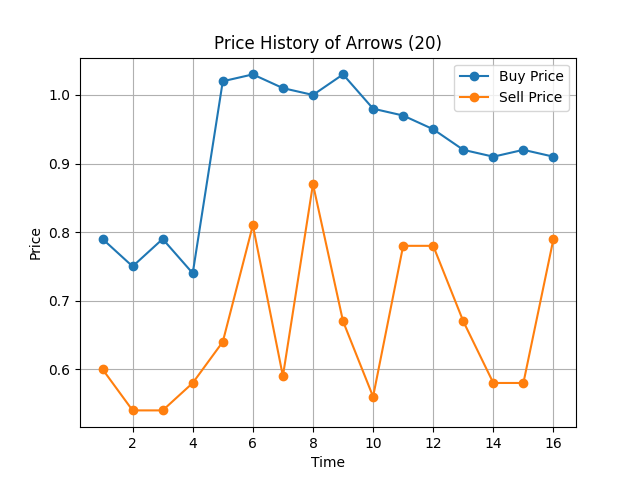 Price History of Arrows (20)
Buy Price
Sell Price
1.0
0.9
0.8
0.7
0.6
Price
2 4 6 8 10 12 14 16
Time